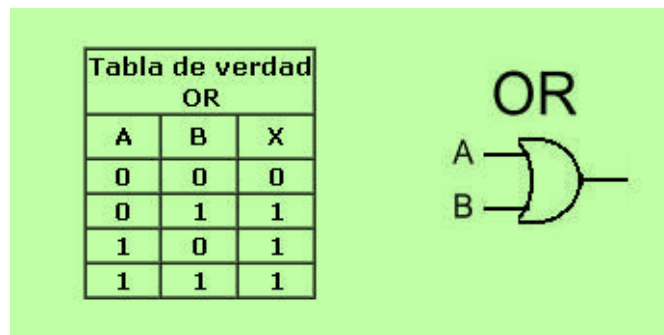 Tabla de verdad
OR
A B X
0 0 0
0 1 1
1 0 1
1 1 1
OR
A
B